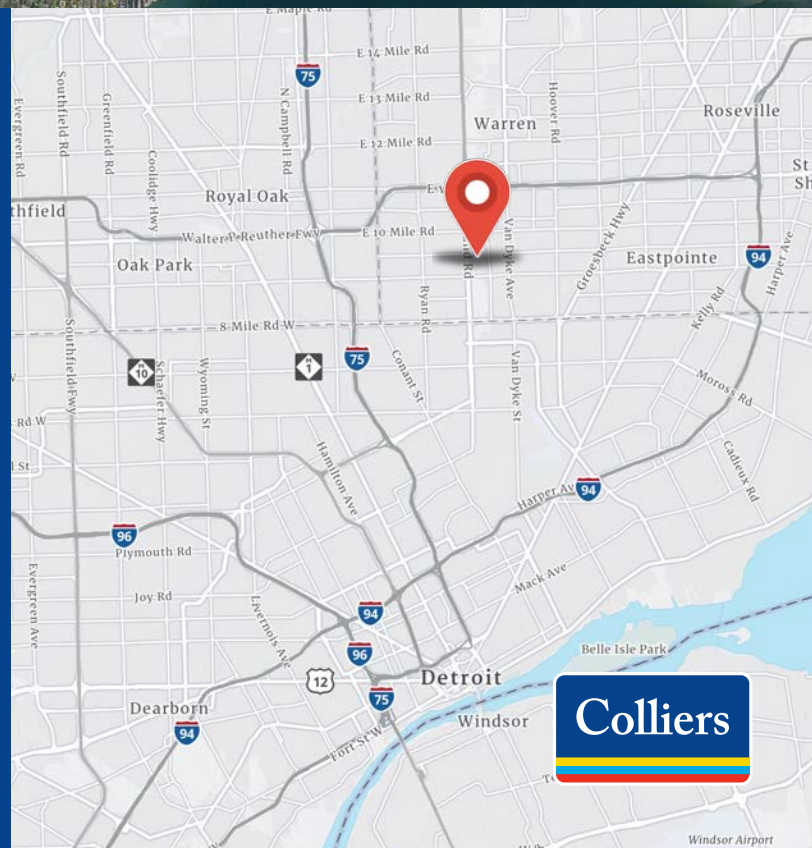 E Maple Rd
E 14 Mile Rd
75
Southfield Rd
Evergreen Rd
Greenfield Rd
Coolidge Hwy
N Campbell Rd
E 13 Mile Rd
Hoover Rd
Roseville
Warren
E 12 Mile Rd
Royal Oak
thfield
Walter P. Reuther Fwy
E 10 Mile Rd
Oak Park
Ryan Rd
Van Dyke Ave
Groesbeck Hwy
Eastpointe
94
Harper Ave
Kelly Rd
8 Mile Rd W
Southfield Fwy
M 10
Schaefer Hwy
Wyoming St
M 1
75
Conant St
Van Dyke St
Moross Rd
Rd W
Hamilton Ave
Cadieux Rd
94
96
Plymouth Rd
Mack Ave
Evergreen Ave
Joy Rd
Livernois Ave
94
96
Belle Isle Park
12
Detroit
75
Dearborn
Windsor
94
Fort St W
Colliers
Windsor Airport